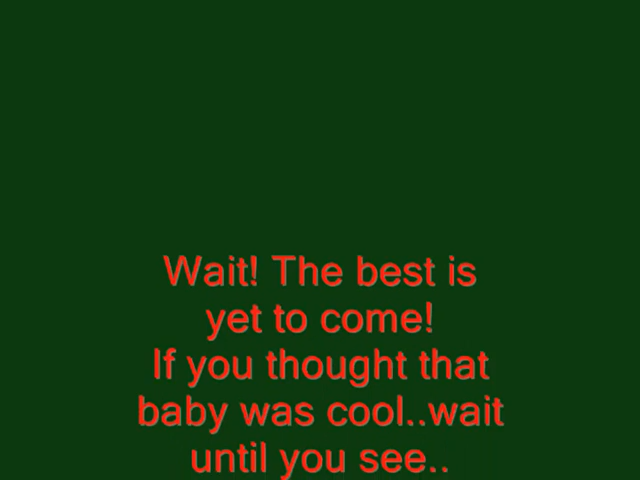 Wait! The best is
yet to come!
If you thought that
baby was cool..wait
until you see..